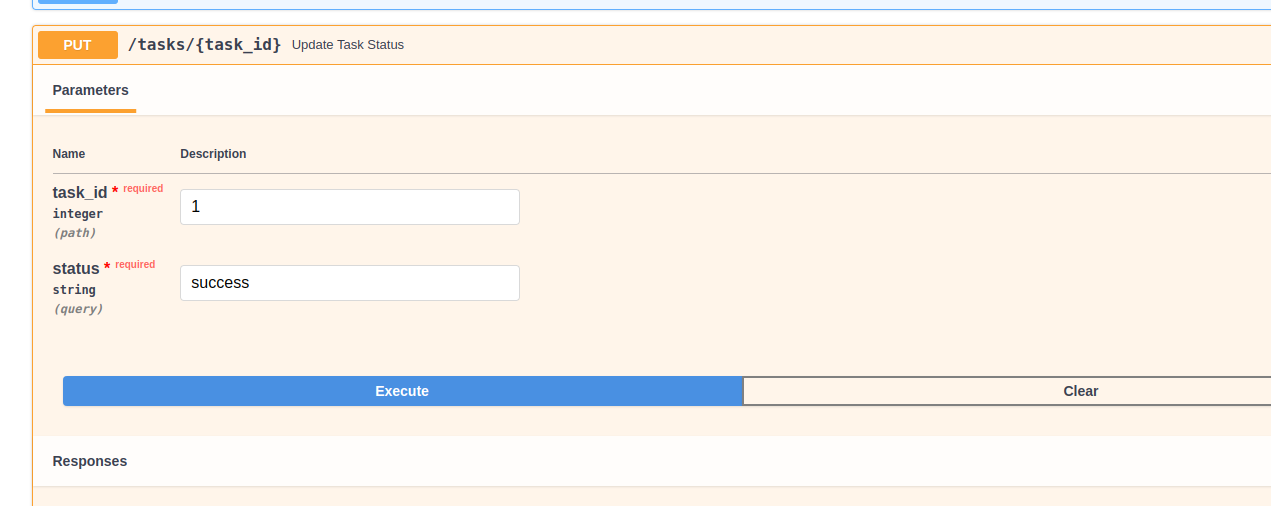 PUT /tasks/{task_id} Update Task Status
Parameters
Name Description
task_id * required
integer
(path)
1
status * required
string
(query)
success
Execute Clear
Responses